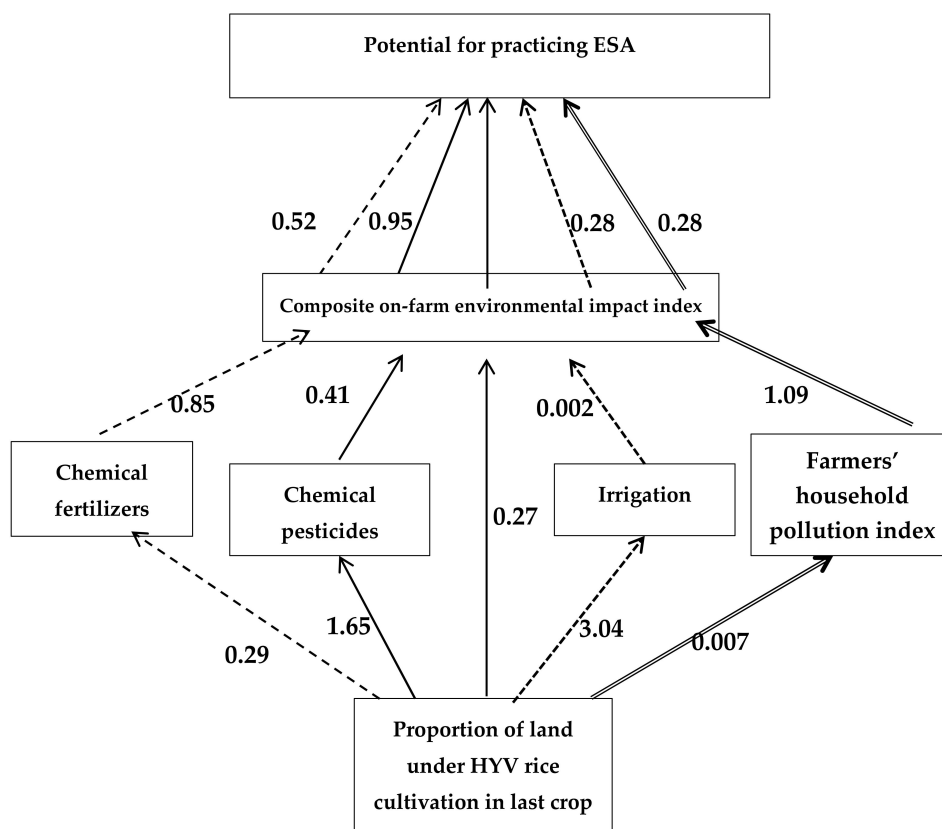 Potential for practicing ESA
0.52
0.95
0.28
0.28
Composite on-farm environmental impact index
0.85
0.41
0.002
1.09
Chemical
fertilizers
Chemical
pesticides
0.27
Irrigation
Farmers’
household
pollution index
0.29
1.65
3.04
0.007
Proportion of land
under HYV rice
cultivation in last crop